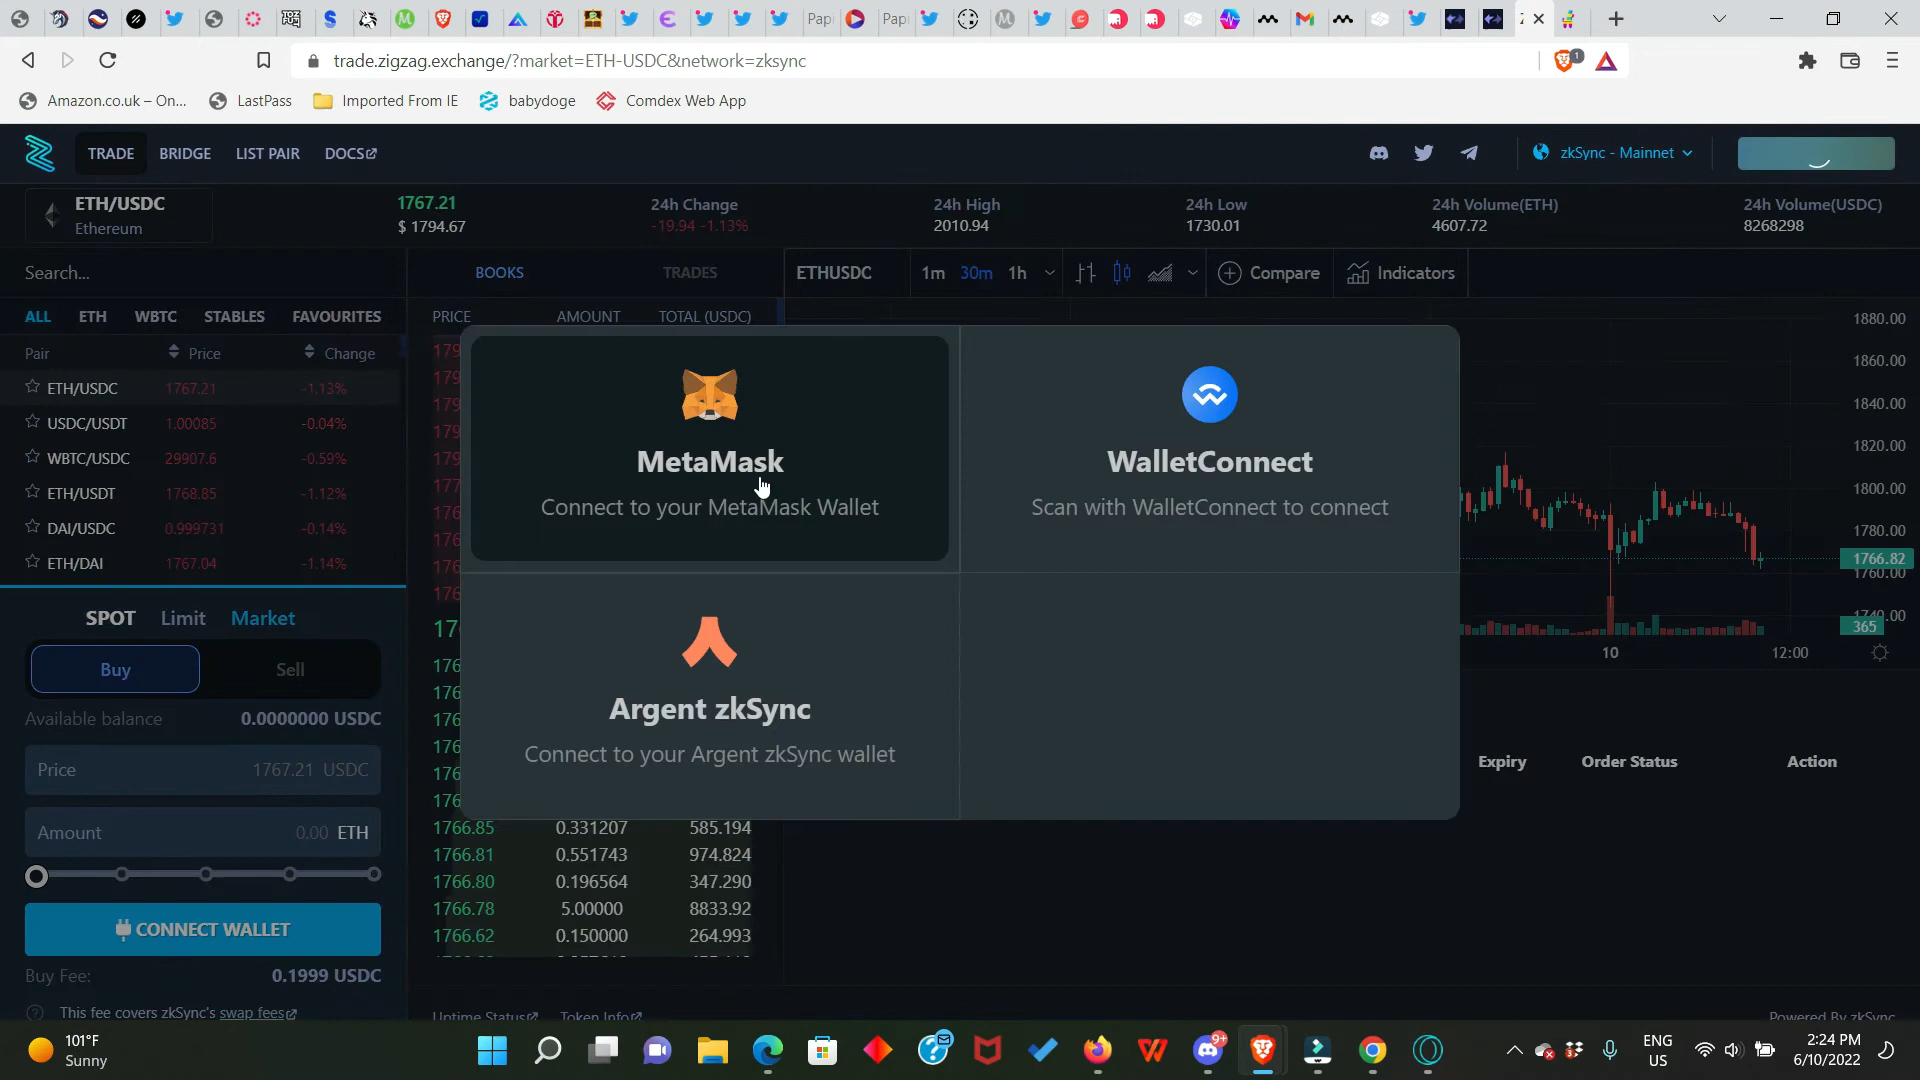 Papi
Pap
trade.zigzag.exchange/?market=ETH-USDC&network=zksync
1
Amazon.co.uk – On...
LastPass
Imported From IE
babydoge
Comdex Web App
TRADE
BRIDGE
LIST PAIR
DOCS
zkSync - Mainnet
ETH/USDC
Ethereum
1767.21
$ 1794.67
24h Change
-19.94 -1.13%
24h High
2010.94
24h Low
1730.01
24h Volume(ETH)
4607.72
24h Volume(USDC)
8268298
Search...
BOOKS
TRADES
ETHUSDC
1m 30m 1h
Compare
Indicators
ALL ETH WBTC STABLES FAVOURITES
PRICE AMOUNT TOTAL (USDC)
Pair Price Change
ETH/USDC 1767.21 -1.13%
USDC/USDT 1.00085 -0.04%
WBTC/USDC 29907.6 -0.59%
ETH/USDT 1768.85 -1.12%
DAI/USDC 0.999731 -0.14%
ETH/DAI 1767.04 -1.14%
MetaMask
Connect to your MetaMask Wallet
WalletConnect
Scan with WalletConnect to connect
Argent zkSync
Connect to your Argent zkSync wallet
1880.00
1860.00
1840.00
1820.00
1800.00
1780.00
1766.82
1760.00
1740.00
365
10
12:00
SPOT Limit Market
Buy
Sell
Available balance 0.0000000 USDC
Price 1767.21 USDC
Amount 0.00 ETH
CONNECT WALLET
Buy Fee: 0.1999 USDC
This fee covers zkSync's swap fees
1766.85 0.331207 585.194
1766.81 0.551743 974.824
1766.80 0.196564 347.290
1766.78 5.00000 8833.92
1766.62 0.150000 264.993
Expiry
Order Status
Action
Uptime Status
Token Info
Powered By zkSync
101°F
Sunny
9+
ENG
US
2:24 PM
6/10/2022